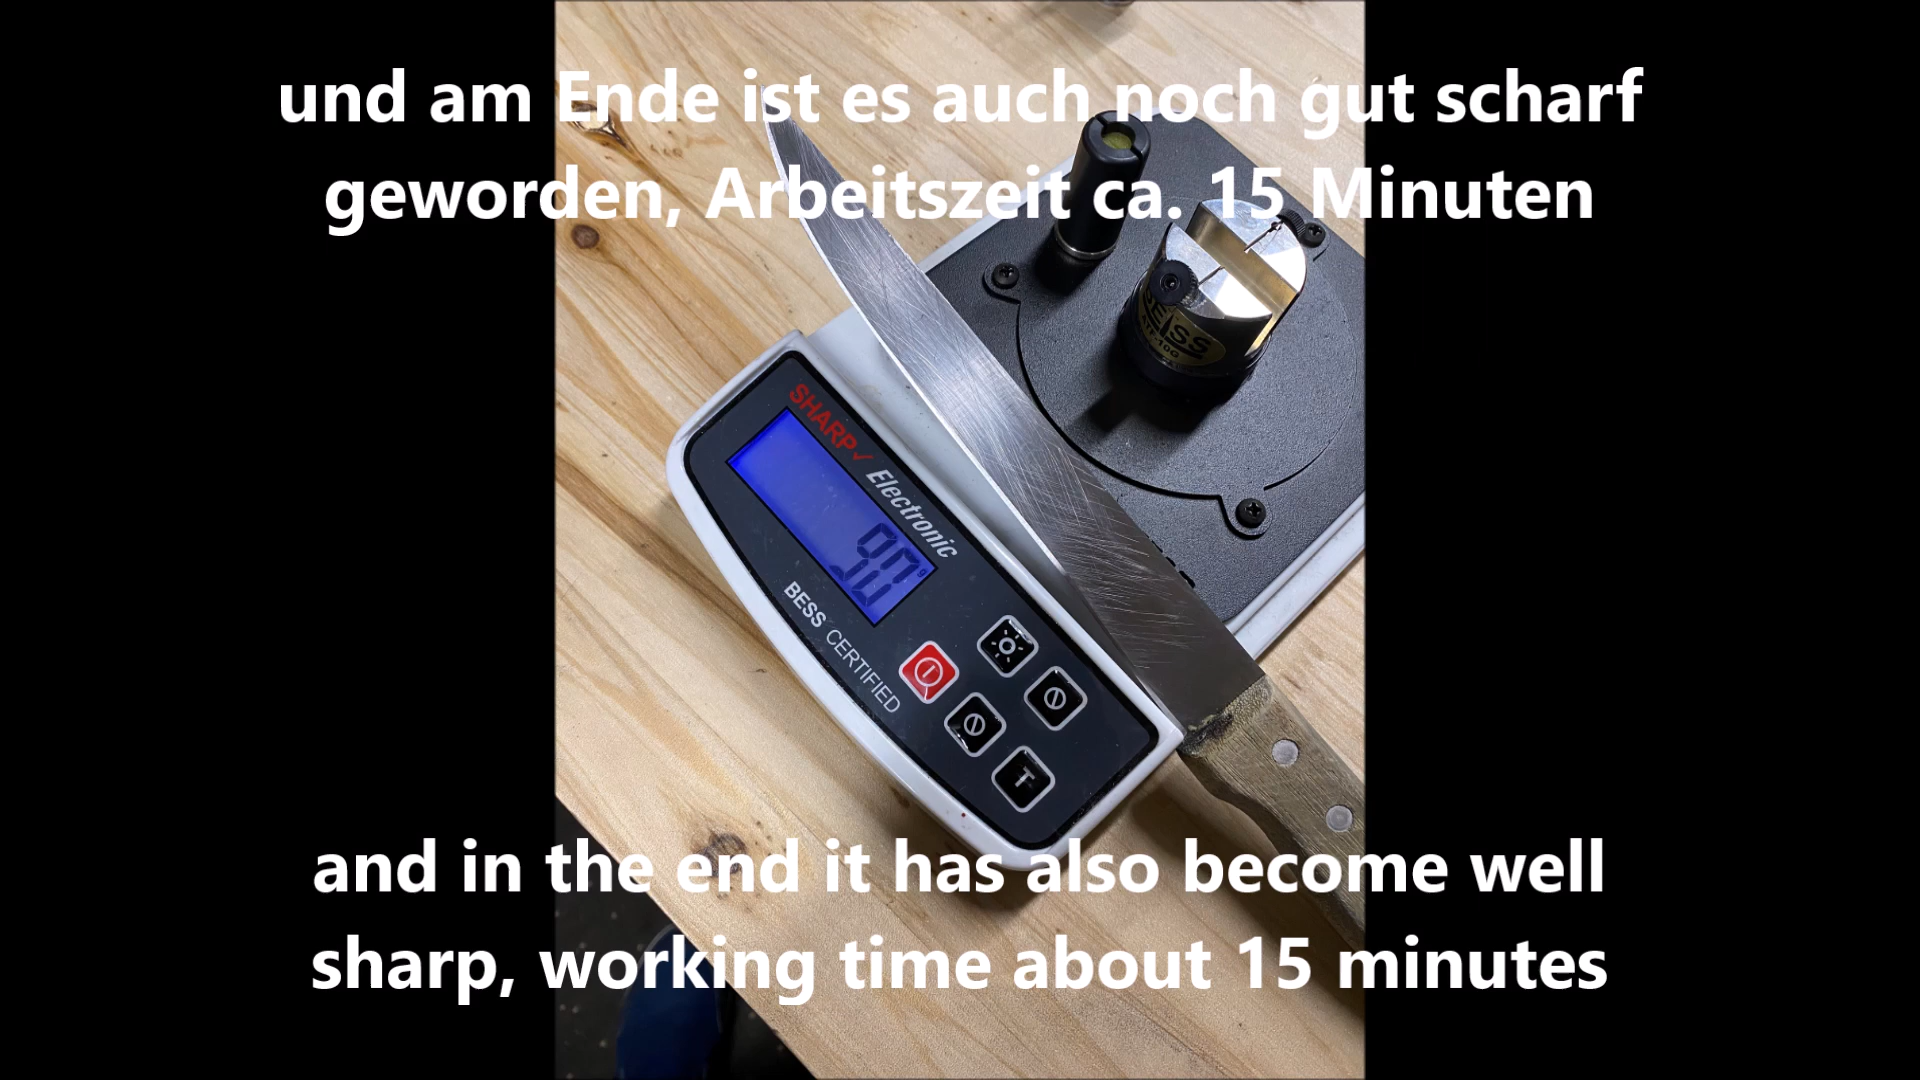 und am Ende ist es auch noch gut scharf
geworden, Arbeitszeit ca. 15 Minuten
SHARP✓ Electronic
90 g
BESS CERTIFIED
T
and in the end it has also become well
sharp, working time about 15 minutes